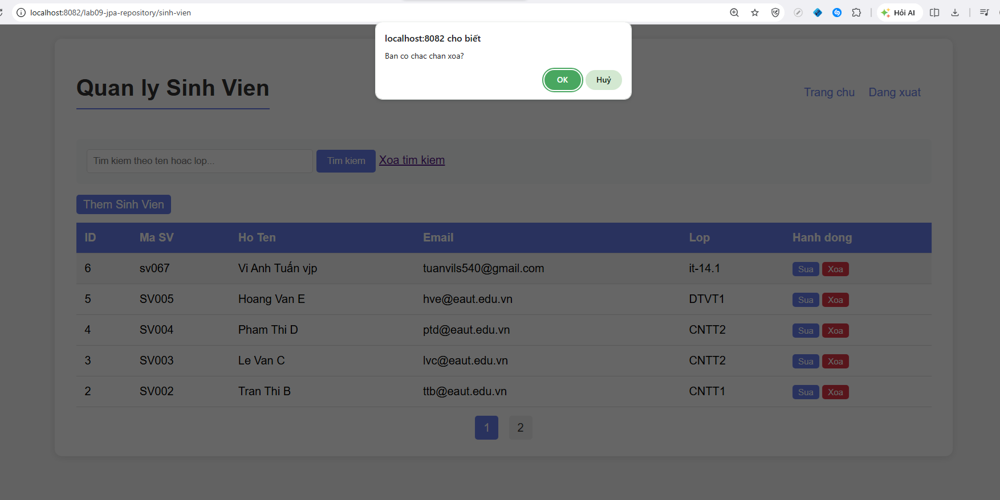 localhost:8082/lab09-jpa-repository/sinh-vien
Hỏi AI
localhost:8082 cho biết
Ban co chac chan xoa?
OK Huỷ
Quan ly Sinh Vien
Trang chu Dang xuat
Tim kiem theo ten hoac lop... Tim kiem Xoa tim kiem
Them Sinh Vien
ID Ma SV Ho Ten Email Lop Hanh dong
6 sv067 Vi Anh Tuấn vjp tuanvils540@gmail.com it-14.1 Sua Xoa
5 SV005 Hoang Van E hve@eaut.edu.vn DTVT1 Sua Xoa
4 SV004 Pham Thi D ptd@eaut.edu.vn CNTT2 Sua Xoa
3 SV003 Le Van C lvc@eaut.edu.vn CNTT2 Sua Xoa
2 SV002 Tran Thi B ttb@eaut.edu.vn CNTT1 Sua Xoa
1 2